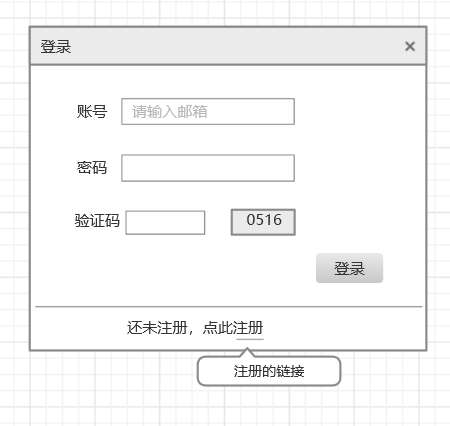 登录
账号 请输入邮箱
密码
验证码 0516
登录
还未注册，点此注册
注册的链接